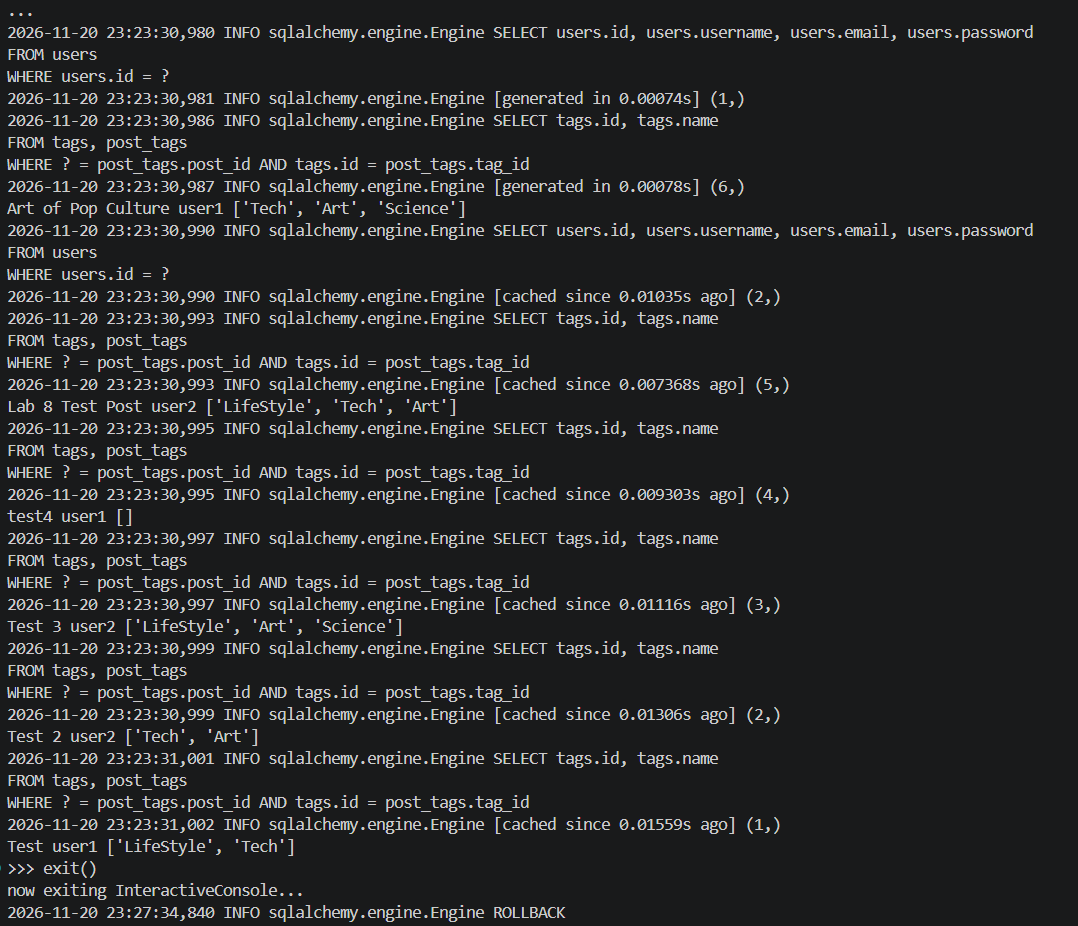 ...
2026-11-20 23:23:30,980 INFO sqlalchemy.engine.Engine SELECT users.id, users.username, users.email, users.password
FROM users
WHERE users.id = ?
2026-11-20 23:23:30,981 INFO sqlalchemy.engine.Engine [generated in 0.00074s] (1,)
2026-11-20 23:23:30,986 INFO sqlalchemy.engine.Engine SELECT tags.id, tags.name
FROM tags, post_tags
WHERE ? = post_tags.post_id AND tags.id = post_tags.tag_id
2026-11-20 23:23:30,987 INFO sqlalchemy.engine.Engine [generated in 0.00078s] (6,)
Art of Pop Culture user1 ['Tech', 'Art', 'Science']
2026-11-20 23:23:30,990 INFO sqlalchemy.engine.Engine SELECT users.id, users.username, users.email, users.password
FROM users
WHERE users.id = ?
2026-11-20 23:23:30,990 INFO sqlalchemy.engine.Engine [cached since 0.01035s ago] (2,)
2026-11-20 23:23:30,993 INFO sqlalchemy.engine.Engine SELECT tags.id, tags.name
FROM tags, post_tags
WHERE ? = post_tags.post_id AND tags.id = post_tags.tag_id
2026-11-20 23:23:30,993 INFO sqlalchemy.engine.Engine [cached since 0.007368s ago] (5,)
Lab 8 Test Post user2 ['LifeStyle', 'Tech', 'Art']
2026-11-20 23:23:30,995 INFO sqlalchemy.engine.Engine SELECT tags.id, tags.name
FROM tags, post_tags
WHERE ? = post_tags.post_id AND tags.id = post_tags.tag_id
2026-11-20 23:23:30,995 INFO sqlalchemy.engine.Engine [cached since 0.009303s ago] (4,)
test4 user1 []
2026-11-20 23:23:30,997 INFO sqlalchemy.engine.Engine SELECT tags.id, tags.name
FROM tags, post_tags
WHERE ? = post_tags.post_id AND tags.id = post_tags.tag_id
2026-11-20 23:23:30,997 INFO sqlalchemy.engine.Engine [cached since 0.01116s ago] (3,)
Test 3 user2 ['LifeStyle', 'Art', 'Science']
2026-11-20 23:23:30,999 INFO sqlalchemy.engine.Engine SELECT tags.id, tags.name
FROM tags, post_tags
WHERE ? = post_tags.post_id AND tags.id = post_tags.tag_id
2026-11-20 23:23:30,999 INFO sqlalchemy.engine.Engine [cached since 0.01306s ago] (2,)
Test 2 user2 ['Tech', 'Art']
2026-11-20 23:23:31,001 INFO sqlalchemy.engine.Engine SELECT tags.id, tags.name
FROM tags, post_tags
WHERE ? = post_tags.post_id AND tags.id = post_tags.tag_id
2026-11-20 23:23:31,002 INFO sqlalchemy.engine.Engine [cached since 0.01559s ago] (1,)
Test user1 ['LifeStyle', 'Tech']
>>> exit()
now exiting InteractiveConsole...
2026-11-20 23:27:34,840 INFO sqlalchemy.engine.Engine ROLLBACK